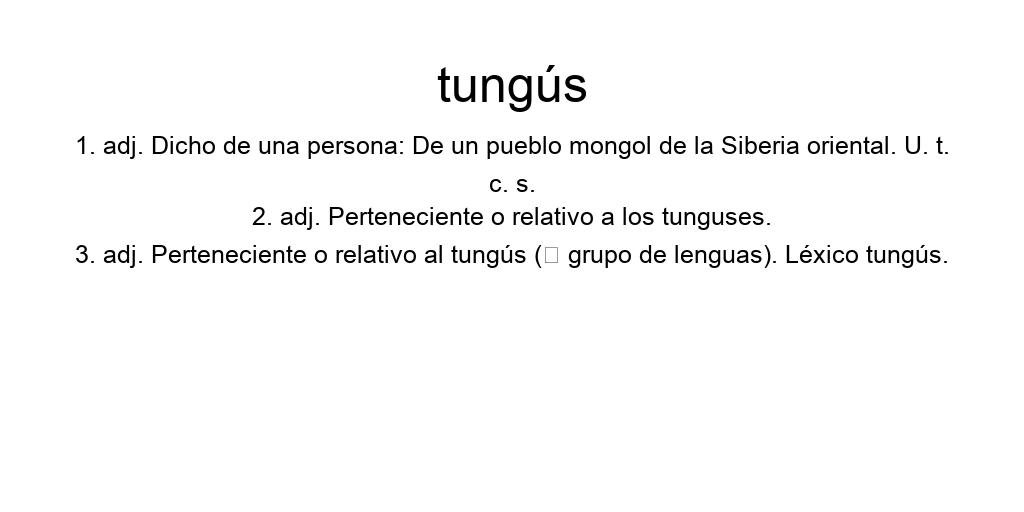 tungús
1. adj. Dicho de una persona: De un pueblo mongol de la Siberia oriental. U. t.
c. s.
2. adj. Perteneciente o relativo a los tunguses.
3. adj. Perteneciente o relativo al tungús (□ grupo de lenguas). Léxico tungús.